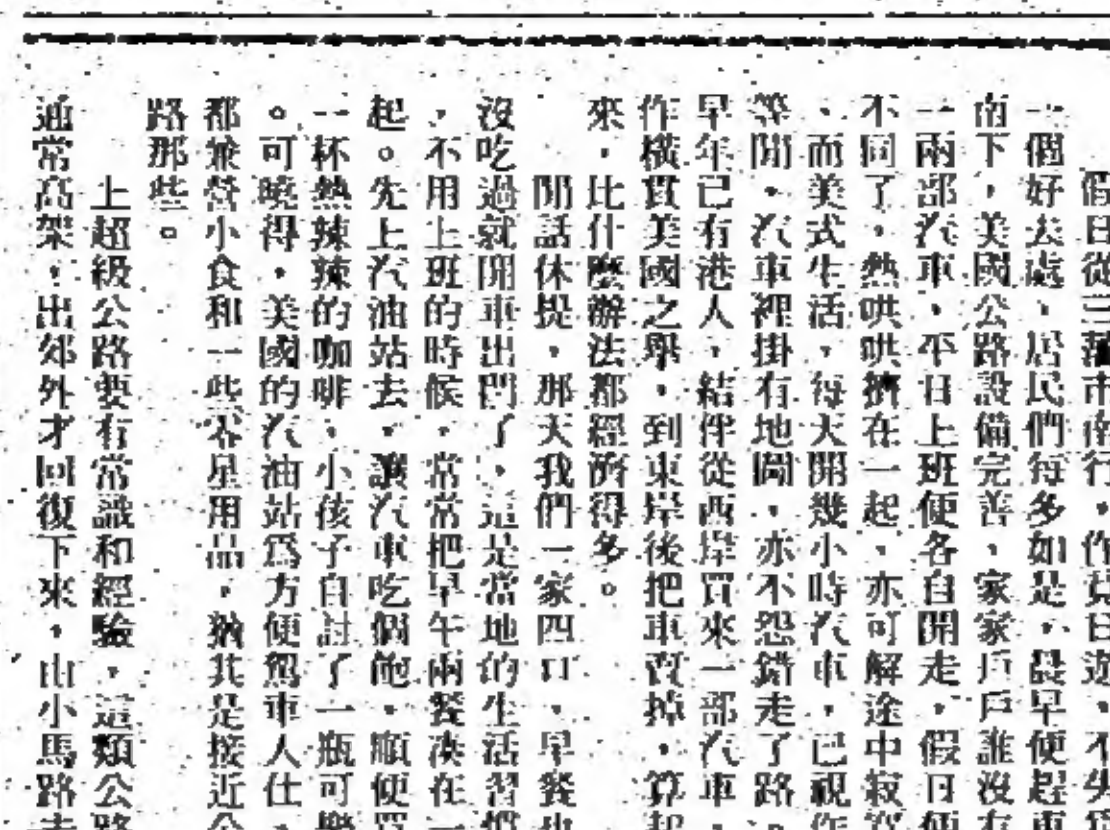 假日從三藩市南行，作竟日遊，不失爲
一個好去處，居民們每多如是，晨早便趕車
南下，美國公路設備完善，家家戶戶誰沒有
一兩部汽車，平日上班便各自開走，假日便
不同了，熱哄哄擠在一起，亦可解途中寂寞
、而美式生活，每天開幾小時汽車，已視作
等閒，汽車裡掛有地圖，亦不怨錯走了路。
早年已有港人，結伴從西岸買來一部汽車，
作橫貫美國之舉，到東岸後把車賣掉，算起
來，比什麼辦法都經濟得多。
閒話休提，那天我們一家四口，早餐也
沒吃過就開車出門了，這是當地的生活習慣
，不用上班的時候，常常把早午兩餐湊在一
起。先上汽油站去，讓汽車吃個飽，順便買
一杯熱辣辣的咖啡，小孩子自討了一瓶可樂
。可曉得，美國的汽油站爲方便駕車人仕，
都兼營小食和一些零星用品，猶其是接近公
路那些。
上超級公路要有常識和經驗，這類公路
通常高架，出郊外才回復下來，由小馬路